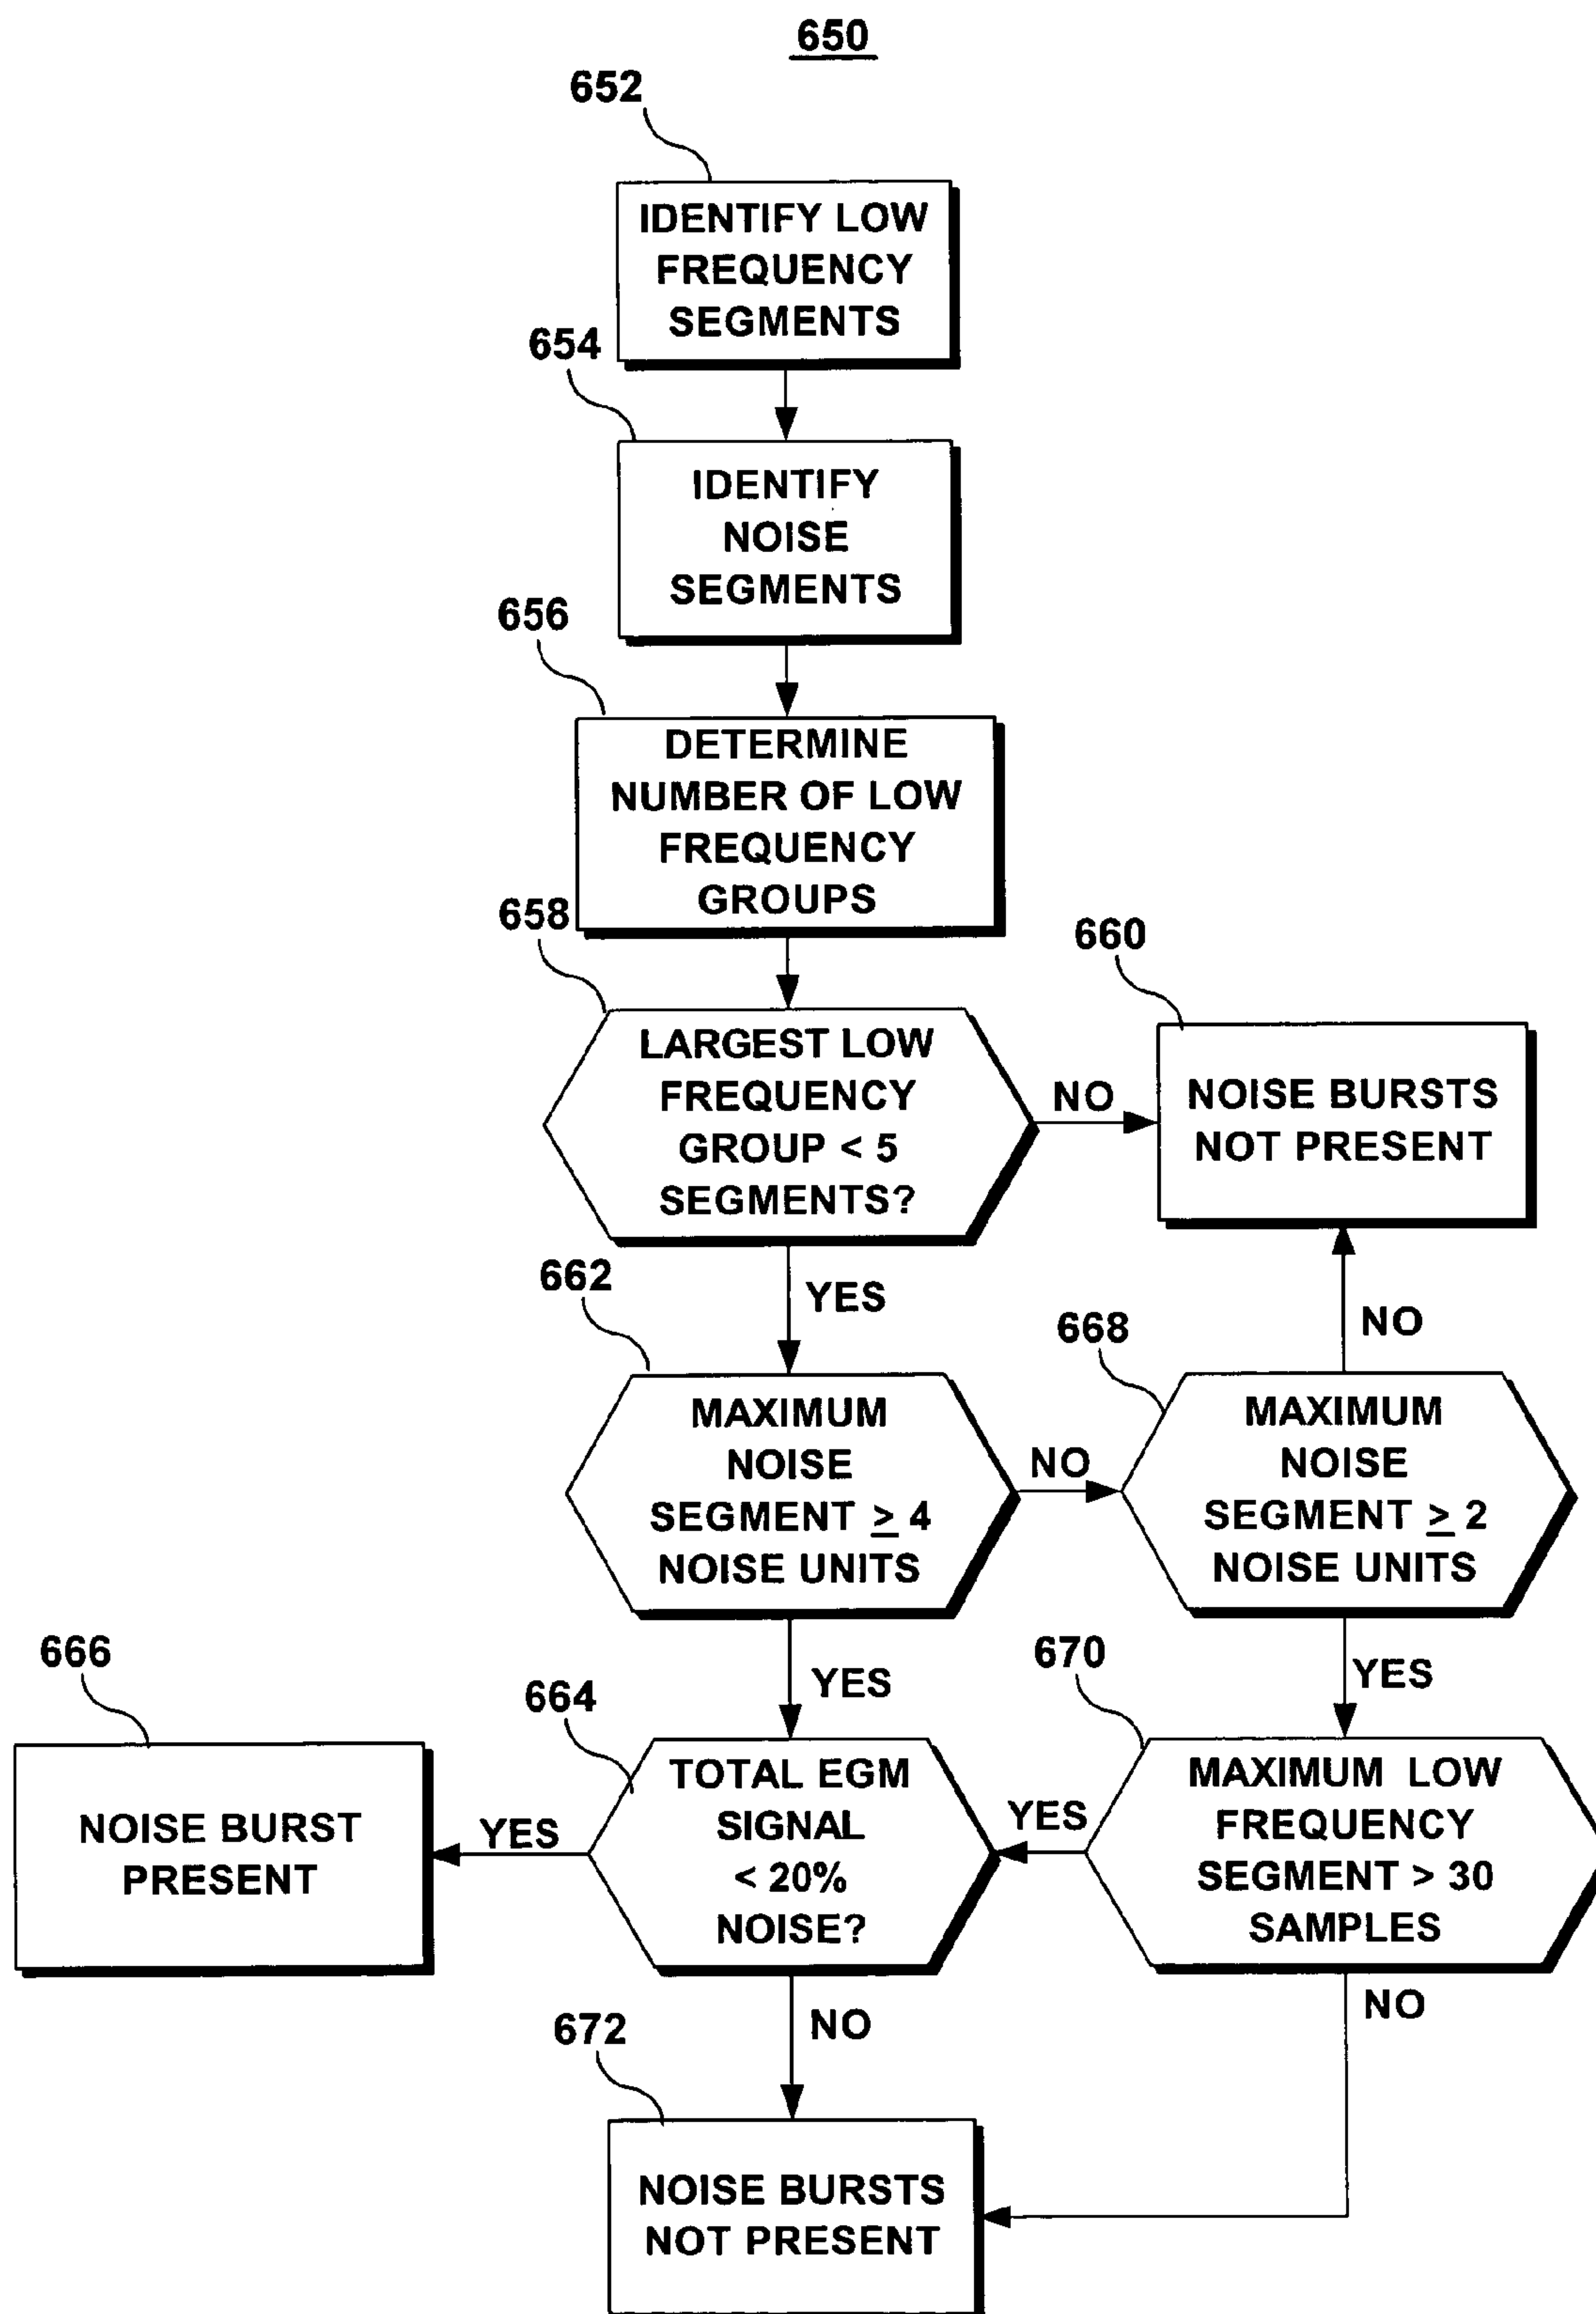 650
652
IDENTIFY LOW
FREQUENCY
SEGMENTS
654
IDENTIFY
NOISE
SEGMENTS
656
DETERMINE
NUMBER OF LOW
FREQUENCY
GROUPS
658
LARGEST LOW
FREQUENCY
GROUP < 5
SEGMENTS?
NO
660
NOISE BURSTS
NOT PRESENT
YES
662
MAXIMUM
NOISE
SEGMENT ≥ 4
NOISE UNITS
NO
668
MAXIMUM
NOISE
SEGMENT ≥ 2
NOISE UNITS
NO
YES
YES
664
TOTAL EGM
SIGNAL
< 20%
NOISE?
670
MAXIMUM LOW
FREQUENCY
SEGMENT > 30
SAMPLES
YES
YES
666
NOISE BURST
PRESENT
NO
NO
672
NOISE BURSTS
NOT PRESENT